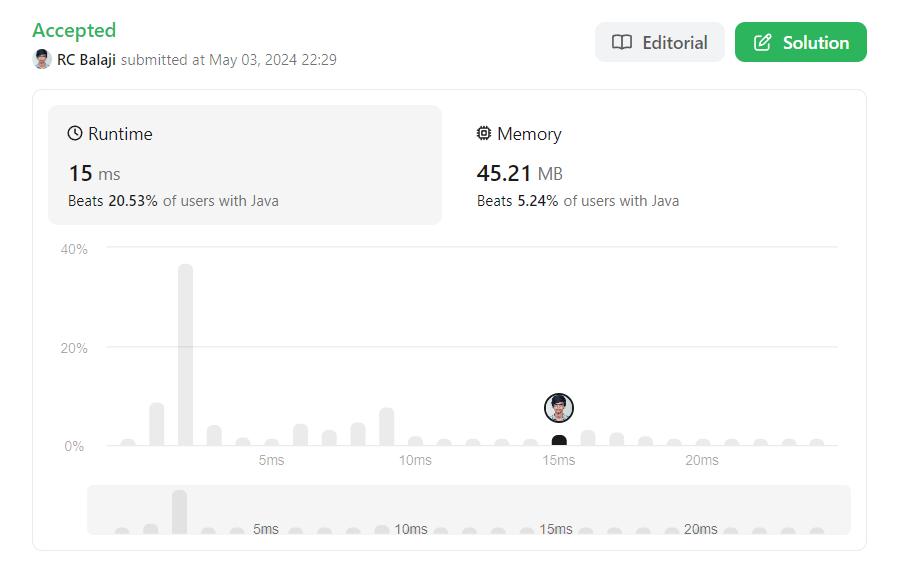 Accepted
RC Balaji submitted at May 03, 2024 22:29
Editorial
Solution
Runtime
15 ms
Beats 20.53% of users with Java
Memory
45.21 MB
Beats 5.24% of users with Java
40%
20%
0%
5ms 10ms 15ms 20ms
5ms 10ms 15ms 20ms